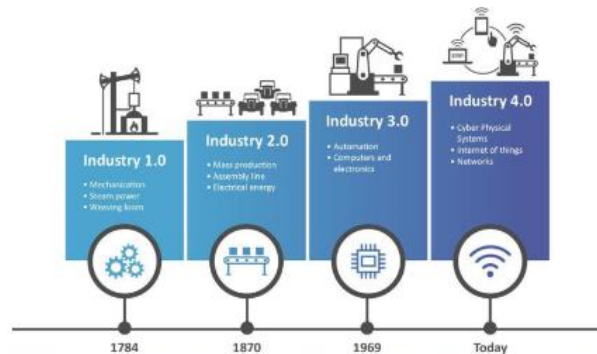 Industry 1.0
• Mechanization
• Steam power
• Weaving loom
Industry 2.0
• Mass production
• Assembly line
• Electrical energy
Industry 3.0
• Automation
• Computers and
electronics
Industry 4.0
• Cyber Physical
Systems
• Internet of things
• Networks
1784
1870
1969
Today